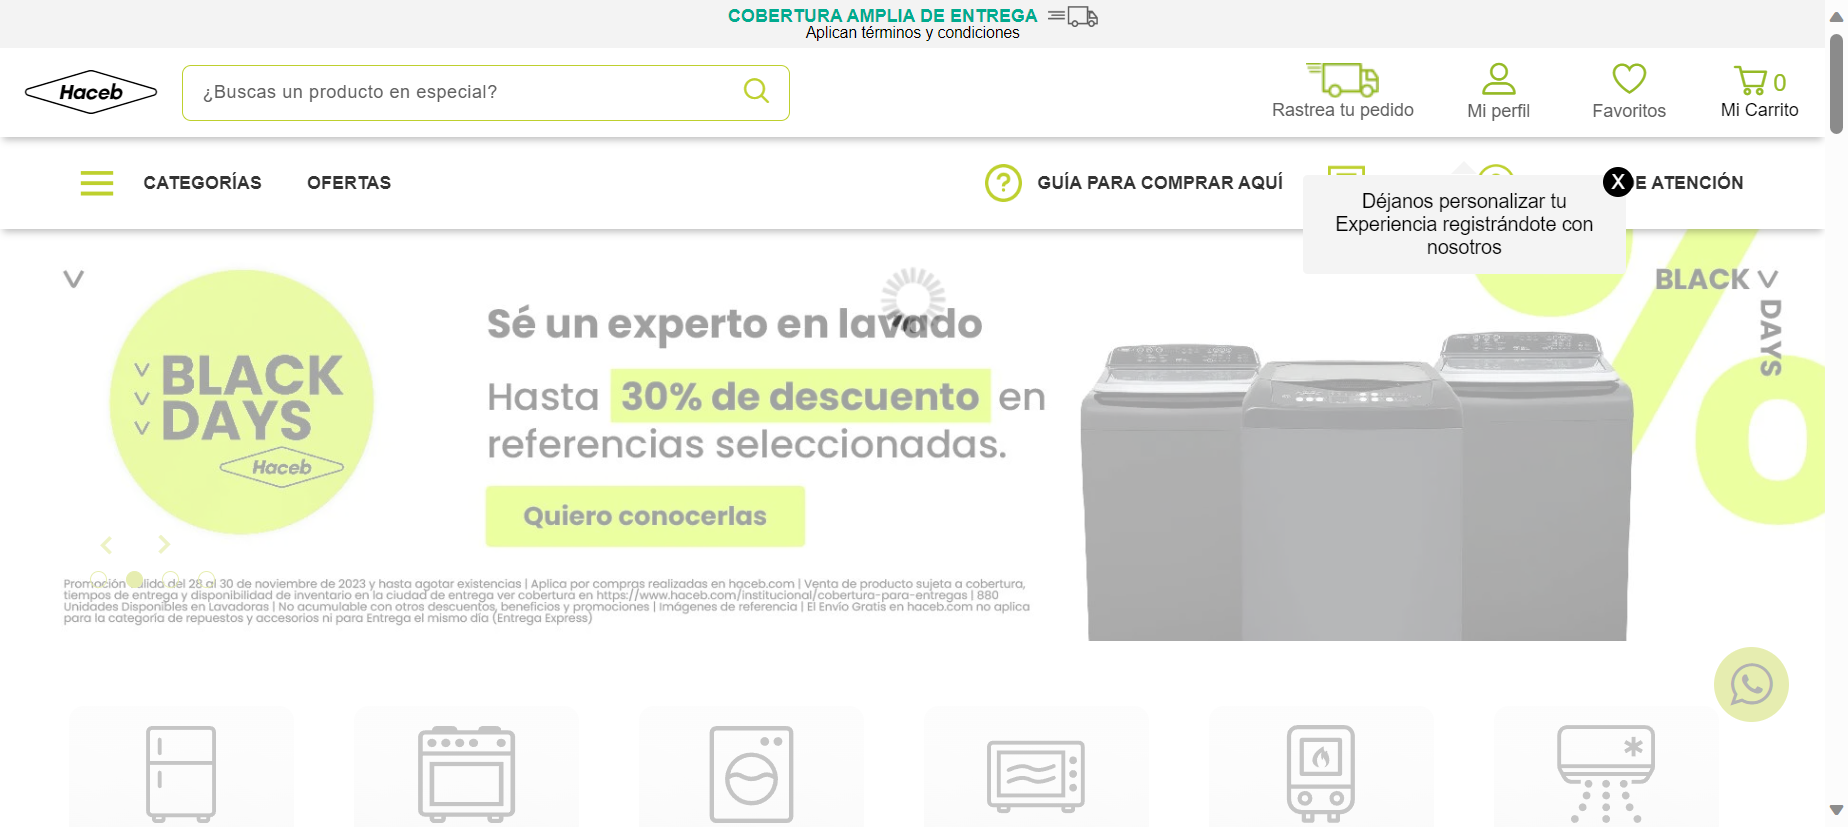 COBERTURA AMPLIA DE ENTREGA
Aplican términos y condiciones
Haceb
¿Buscas un producto en especial?
Rastrea tu pedido
Mi perfil
Favoritos
0
Mi Carrito
CATEGORÍAS
OFERTAS
GUÍA PARA COMPRAR AQUÍ
X
E ATENCIÓN
Déjanos personalizar tu
Experiencia registrándote con
nosotros
BLACK
DAYS
Haceb
Sé un experto en lavado
Hasta 30% de descuento en
referencias seleccionadas.
Quiero conocerlas
BLACK
DAYS
%
Promoción válida del 28 al 30 de noviembre de 2023 y hasta agotar existencias | Aplica por compras realizadas en haceb.com | Venta de producto sujeta a cobertura,
tiempos de entrega y disponibilidad de inventario en la ciudad de entrega ver cobertura en https://www.haceb.com/institucional/cobertura-para-entregas | 880
Unidades Disponibles en Lavadoras | No acumulable con otros descuentos, beneficios y promociones | Imágenes de referencia | El Envío Gratis en haceb.com no aplica
para la categoría de repuestos y accesorios ni para Entrega el mismo día (Entrega Express)